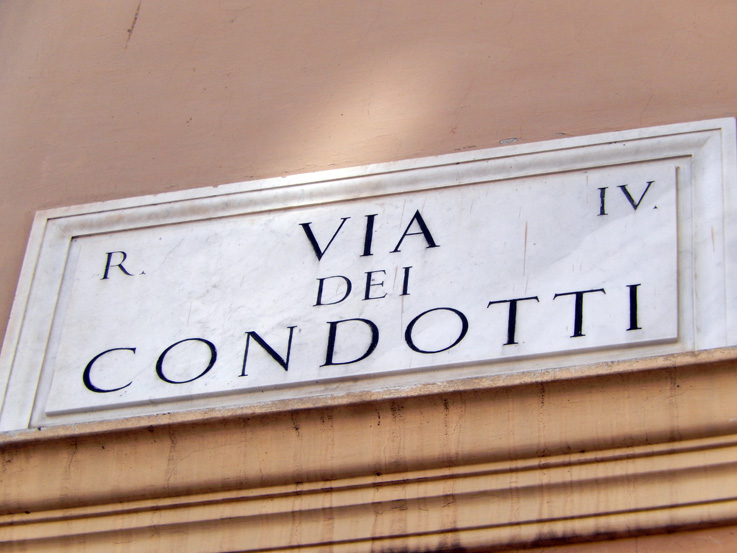 R. IV.
VIA
DEI
CONDOTTI